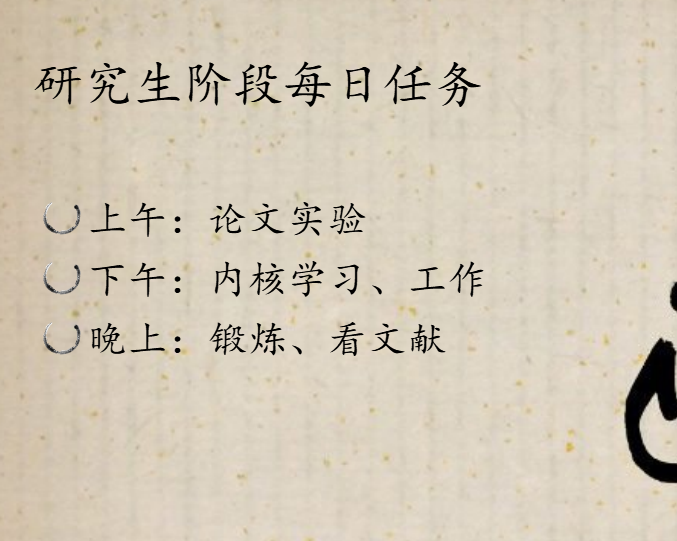 研究生阶段每日任务
上午：论文实验
下午：内核学习、工作
晚上：锻炼、看文献